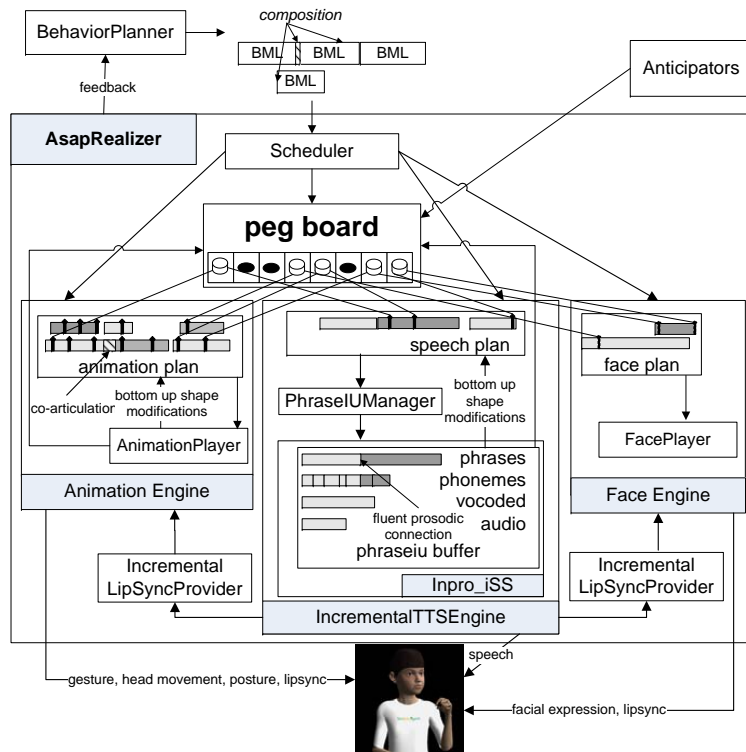 composition
BehaviorPlanner
BML
BML
BML
BML
feedback
Anticipators
AsapRealizer
Scheduler
peg board
animation plan
co-articulation
bottom up shape
modifications
AnimationPlayer
Animation Engine
speech plan
PhraseIUManager
bottom up
shape
modifications
phrases
phonemes
vocoded
audio
fluent prosodic
connection
phraseiu buffer
Inpro_iSS
IncrementalTTSEngine
face plan
FacePlayer
Face Engine
Incremental
LipSyncProvider
Incremental
LipSyncProvider
speech
gesture, head movement, posture, lipsync
facial expression, lipsync